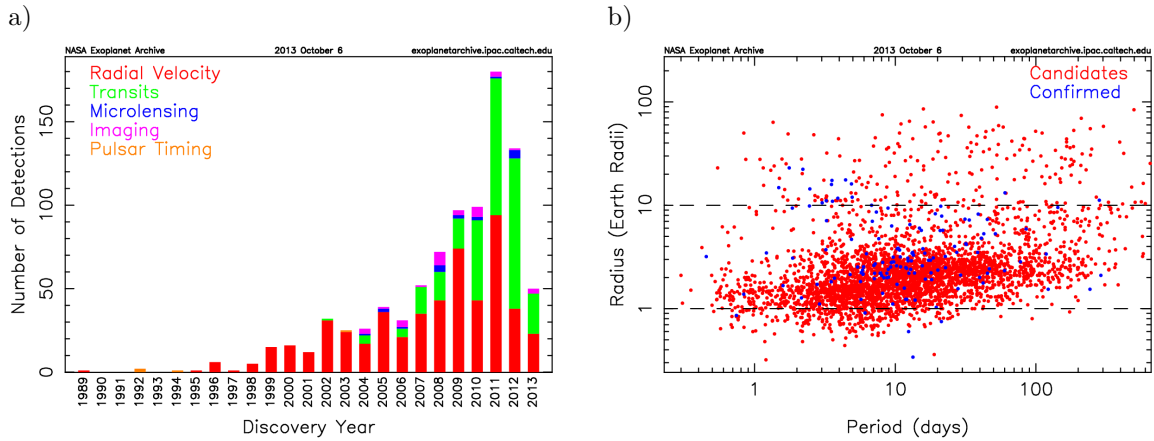 a)
NASA Exoplanet Archive 2013 October 6 exoplanetarchive.ipac.caltech.edu
Radial Velocity
Transits
Microlensing
Imaging
Pulsar Timing
Number of Detections
150
100
50
0
1989 1990 1991 1992 1993 1994 1995 1996 1997 1998 1999 2000 2001 2002 2003 2004 2005 2006 2007 2008 2009 2010 2011 2012 2013
Discovery Year
b)
NASA Exoplanet Archive 2013 October 6 exoplanetarchive.ipac.caltech.edu
Candidates
Confirmed
Radius (Earth Radii)
100
10
1
1 10 100
Period (days)